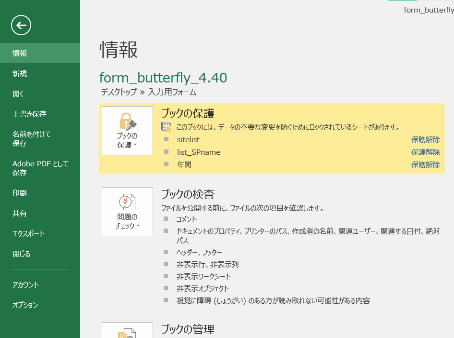 form_butterfly
情報
新規
開く
上書き保存
名前を付けて
保存
Adobe PDF として
保存
印刷
共有
エクスポート
閉じる
アカウント
オプション
情報
form_butterfly_4.40
デスクトップ » 入力用フォーム
ブックの
保護
ブックの保護
このブックには、データの不要な変更を防ぐためにロックされているシートがあります。
sitelist 保護解除
list_SPname 保護解除
年間 保護解除
問題の
チェック
ブックの検査
ファイルを公開する前に、ファイルの次の項目を確認します。
コメント
ドキュメントのプロパティ、プリンターのパス、作成者の名前、関連ユーザー、関連する日付、絶対
パス
ヘッダー、フッター
非表示行、非表示列
非表示ワークシート
非表示オブジェクト
視覚に障碍 (しょうがい) のある方が読み取れない可能性がある内容
ブックの管理